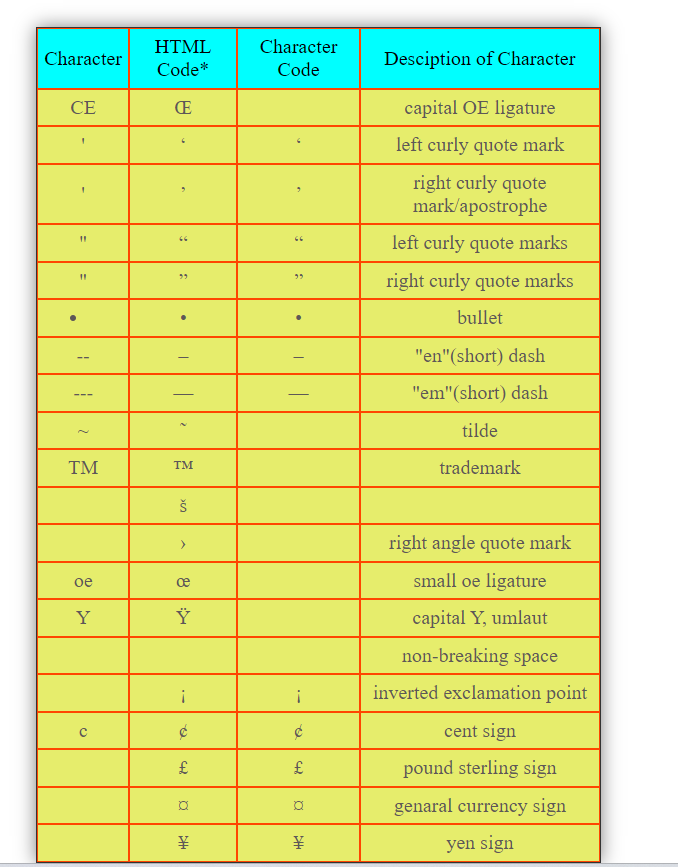 Character HTML Code* Character Code Desciption of Character
CE Œ capital OE ligature
' ‘ ‘ left curly quote mark
' ’ ’ right curly quote mark/apostrophe
" “ “ left curly quote marks
" ” ” right curly quote marks
• • • bullet
-- – – "en"(short) dash
--- — — "em"(short) dash
~ ˜ tilde
TM ™ trademark
š
› right angle quote mark
oe œ small oe ligature
Y Ÿ capital Y, umlaut
non-breaking space
¡ ¡ inverted exclamation point
c ¢ ¢ cent sign
£ £ pound sterling sign
¤ ¤ genaral currency sign
¥ ¥ yen sign